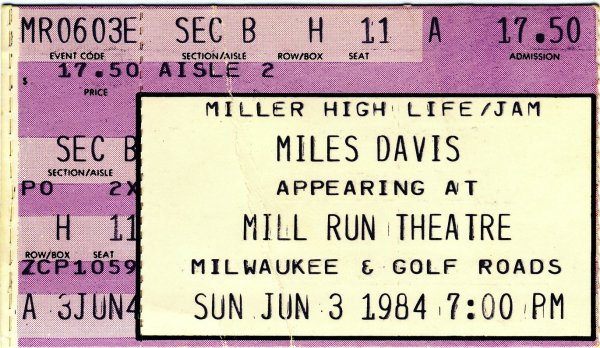 MR0603E SEC B H 11 A 17.50
EVENT CODE SECTION/AISLE ROW/BOX SEAT ADMISSION
$ 17.50 AISLE 2
PRICE
MILLER HIGH LIFE/JAM
SEC B MILES DAVIS
SECTION/AISLE
PO 2X APPEARING AT
H 11 MILL RUN THEATRE
ROW/BOX SEAT
ZCP1059 MILWAUKEE & GOLF ROADS
A 3JUN4 SUN JUN 3 1984 7:00 PM